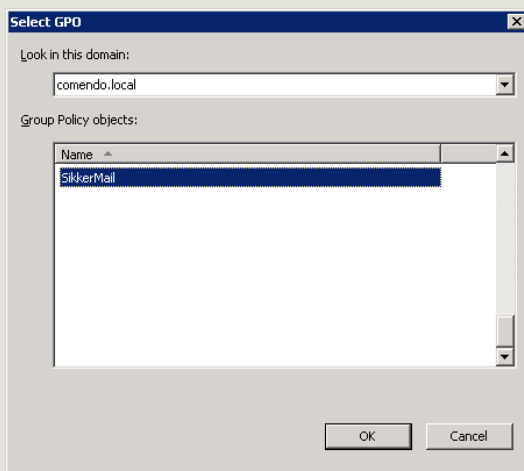 Select GPO
Look in this domain:
comendo.local
Group Policy objects:
Name
SikkerMail
OK
Cancel